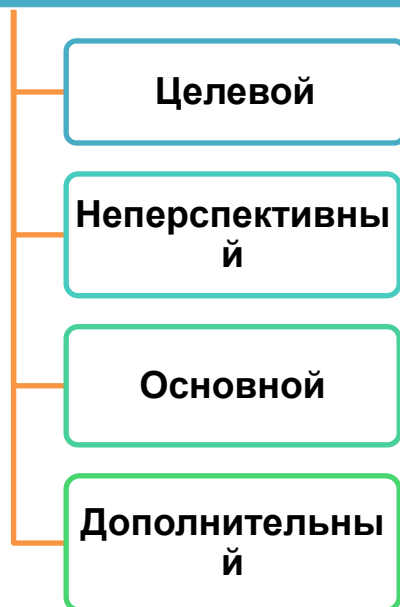 Целевой
Неперспективны
й
Основной
Дополнительны
й